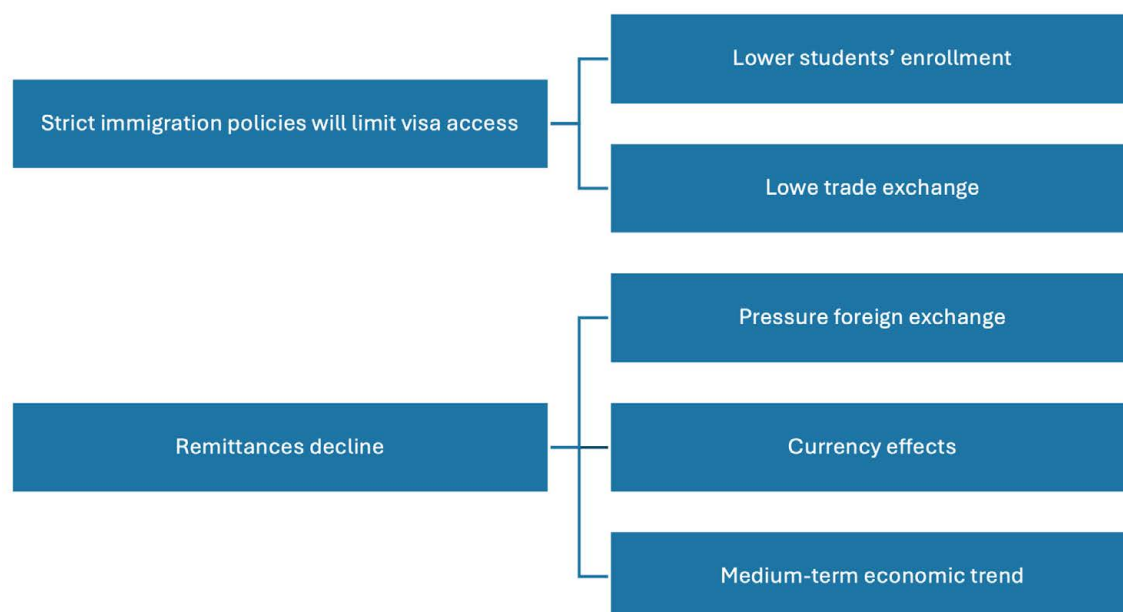 Strict immigration policies will limit visa access
Lower students’ enrollment
Lowe trade exchange
Remittances decline
Pressure foreign exchange
Currency effects
Medium-term economic trend